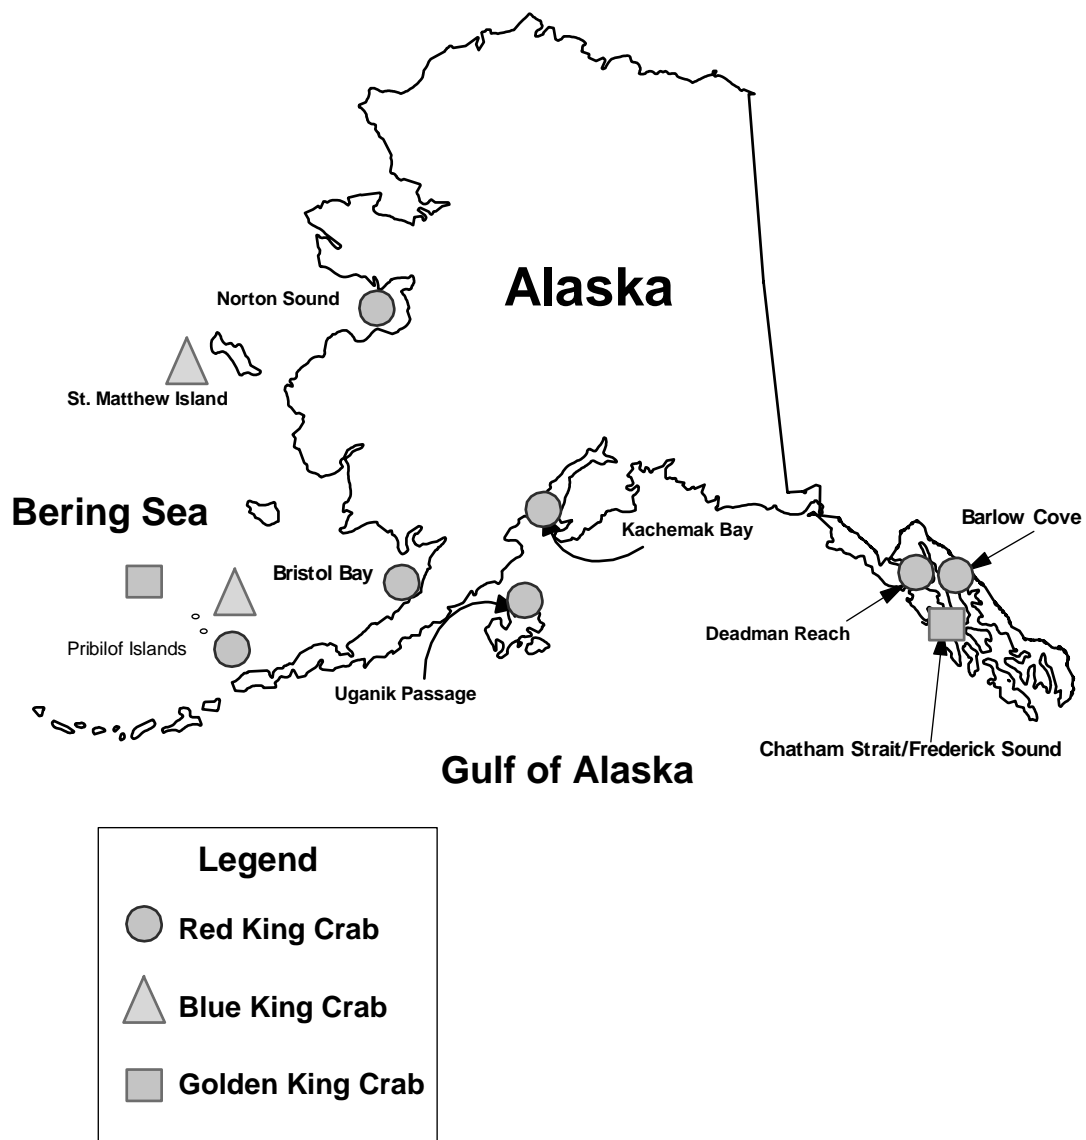 Alaska
Norton Sound
St. Matthew Island
Bering Sea
Barlow Cove
Kachemak Bay
Bristol Bay
Deadman Reach
Pribilof Islands
Uganik Passage
Chatham Strait/Frederick Sound
Gulf of Alaska
Legend
Red King Crab
Blue King Crab
Golden King Crab